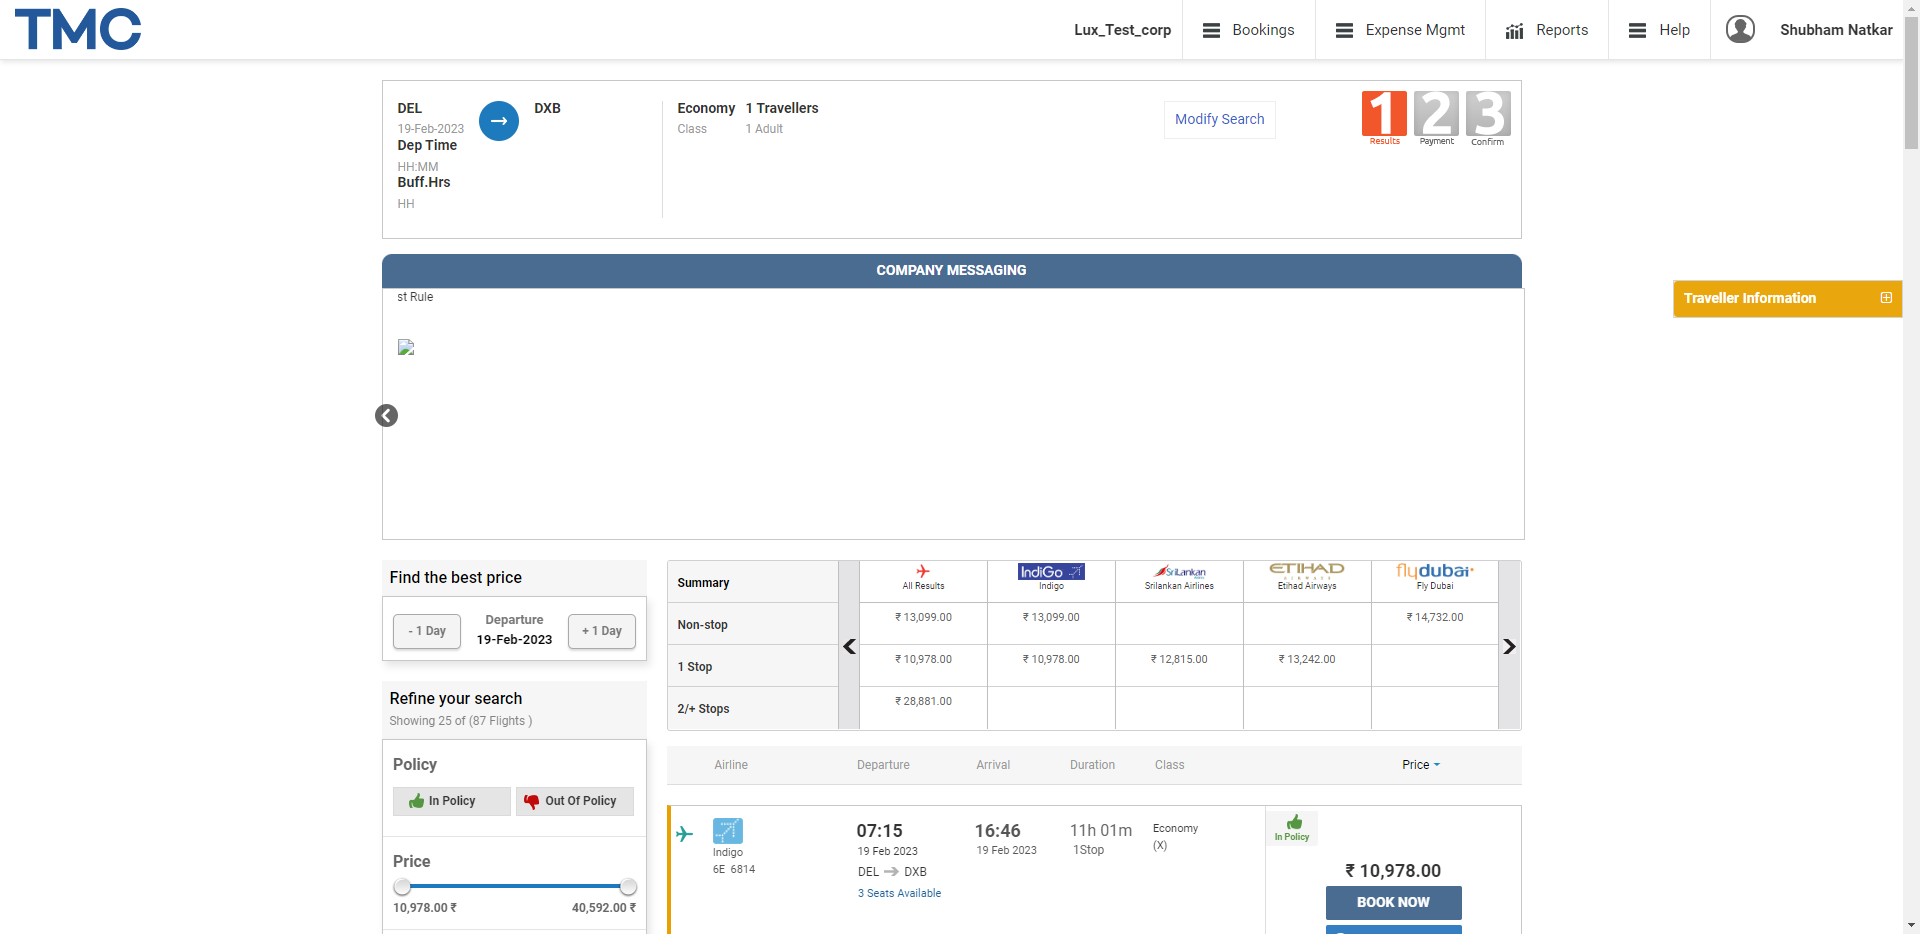 TMC
Lux_Test_corp
Bookings
Expense Mgmt
Reports
Help
Shubham Natkar
DEL
DXB
19-Feb-2023
Dep Time
HH:MM
Buff.Hrs
HH
Economy
Class
1 Travellers
1 Adult
Modify Search
1
Results
2
Payment
3
Confirm
COMPANY MESSAGING
st Rule
Traveller Information
Find the best price
- 1 Day
Departure
19-Feb-2023
+ 1 Day
Refine your search
Showing 25 of (87 Flights )
Policy
In Policy
Out Of Policy
Price
10,978.00 ₹
40,592.00 ₹
Summary
All Results
IndiGo
Indigo
SriLankan
Srilankan Airlines
ETIHAD
AIRWAYS
Etihad Airways
flydubai
Fly Dubai
Non-stop
₹ 13,099.00
₹ 13,099.00
₹ 14,732.00
1 Stop
₹ 10,978.00
₹ 10,978.00
₹ 12,815.00
₹ 13,242.00
2/+ Stops
₹ 28,881.00
Airline
Departure
Arrival
Duration
Class
Price
Indigo
6E 6814
07:15
19 Feb 2023
DEL
DXB
3 Seats Available
16:46
19 Feb 2023
11h 01m
1Stop
Economy
(X)
In Policy
₹ 10,978.00
BOOK NOW